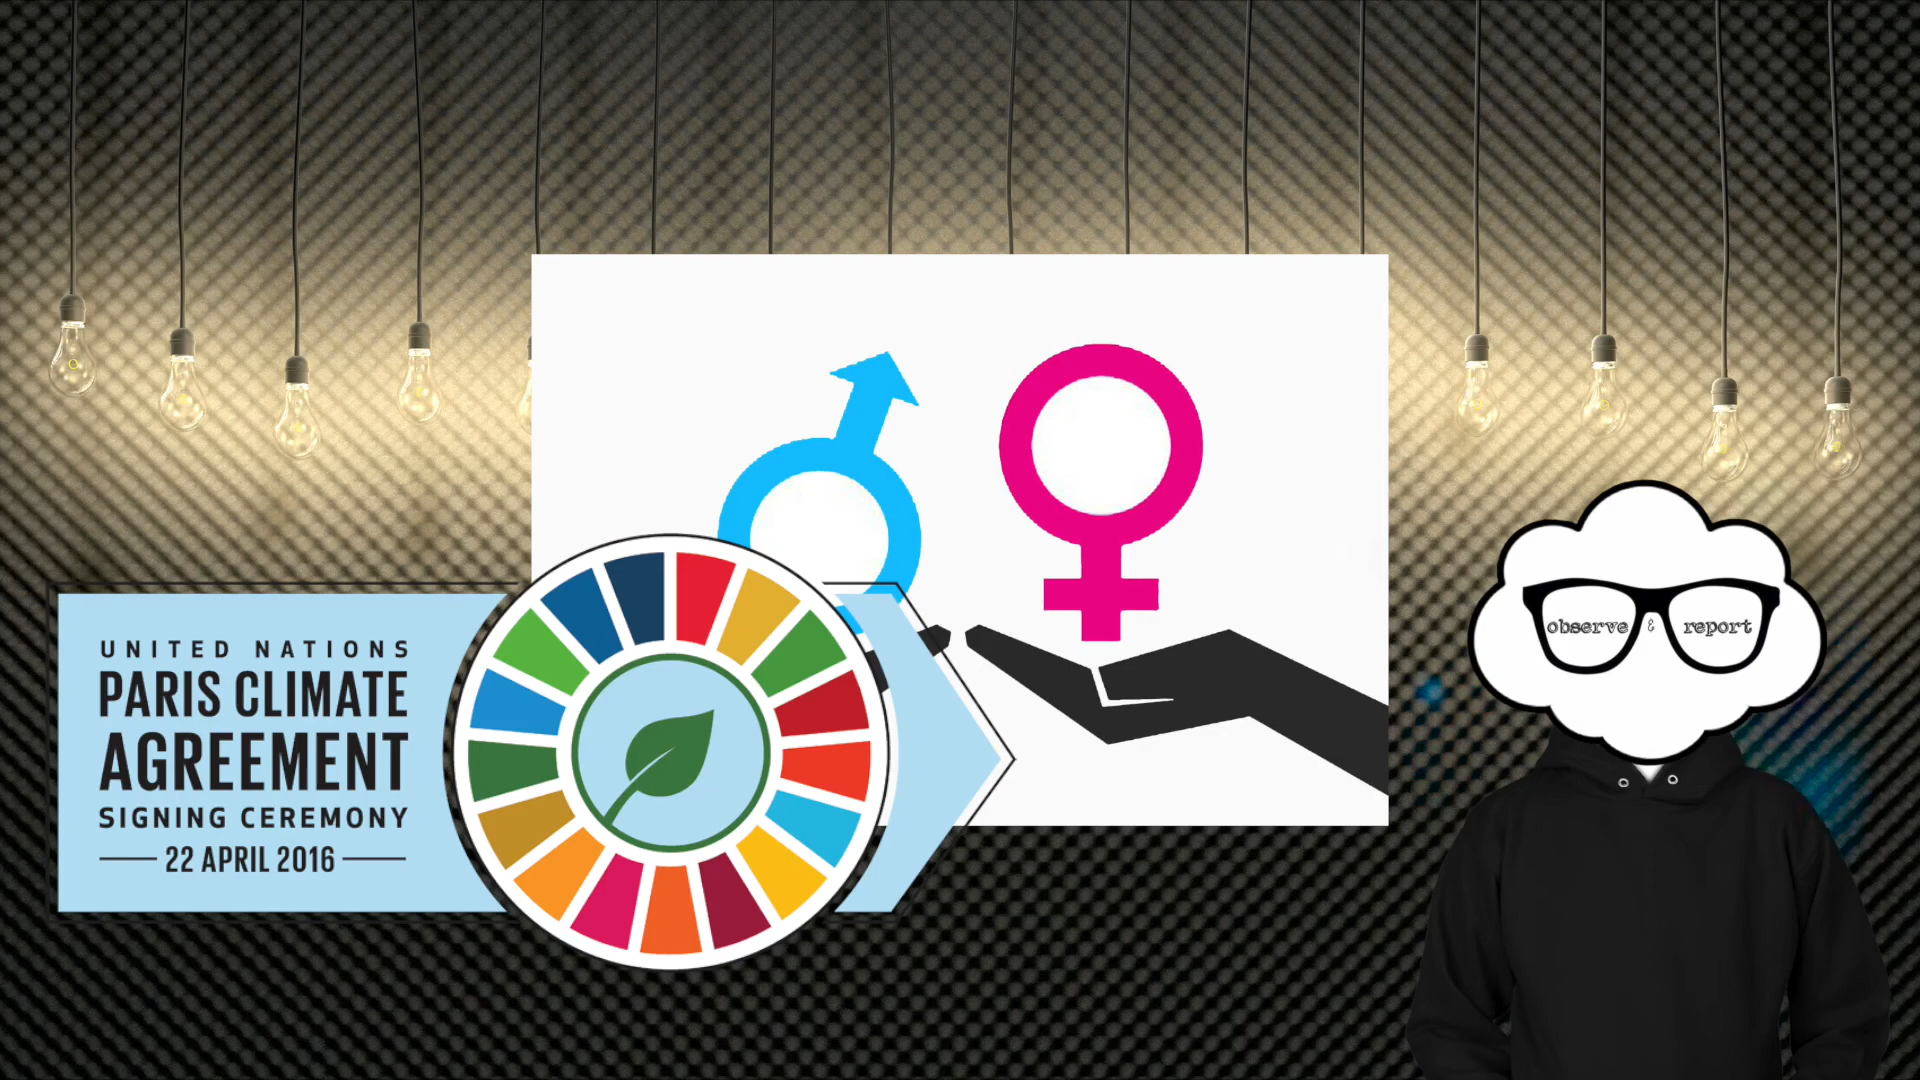 UNITED NATIONS
PARIS CLIMATE
AGREEMENT
SIGNING CEREMONY
22 APRIL 2016
observe & report